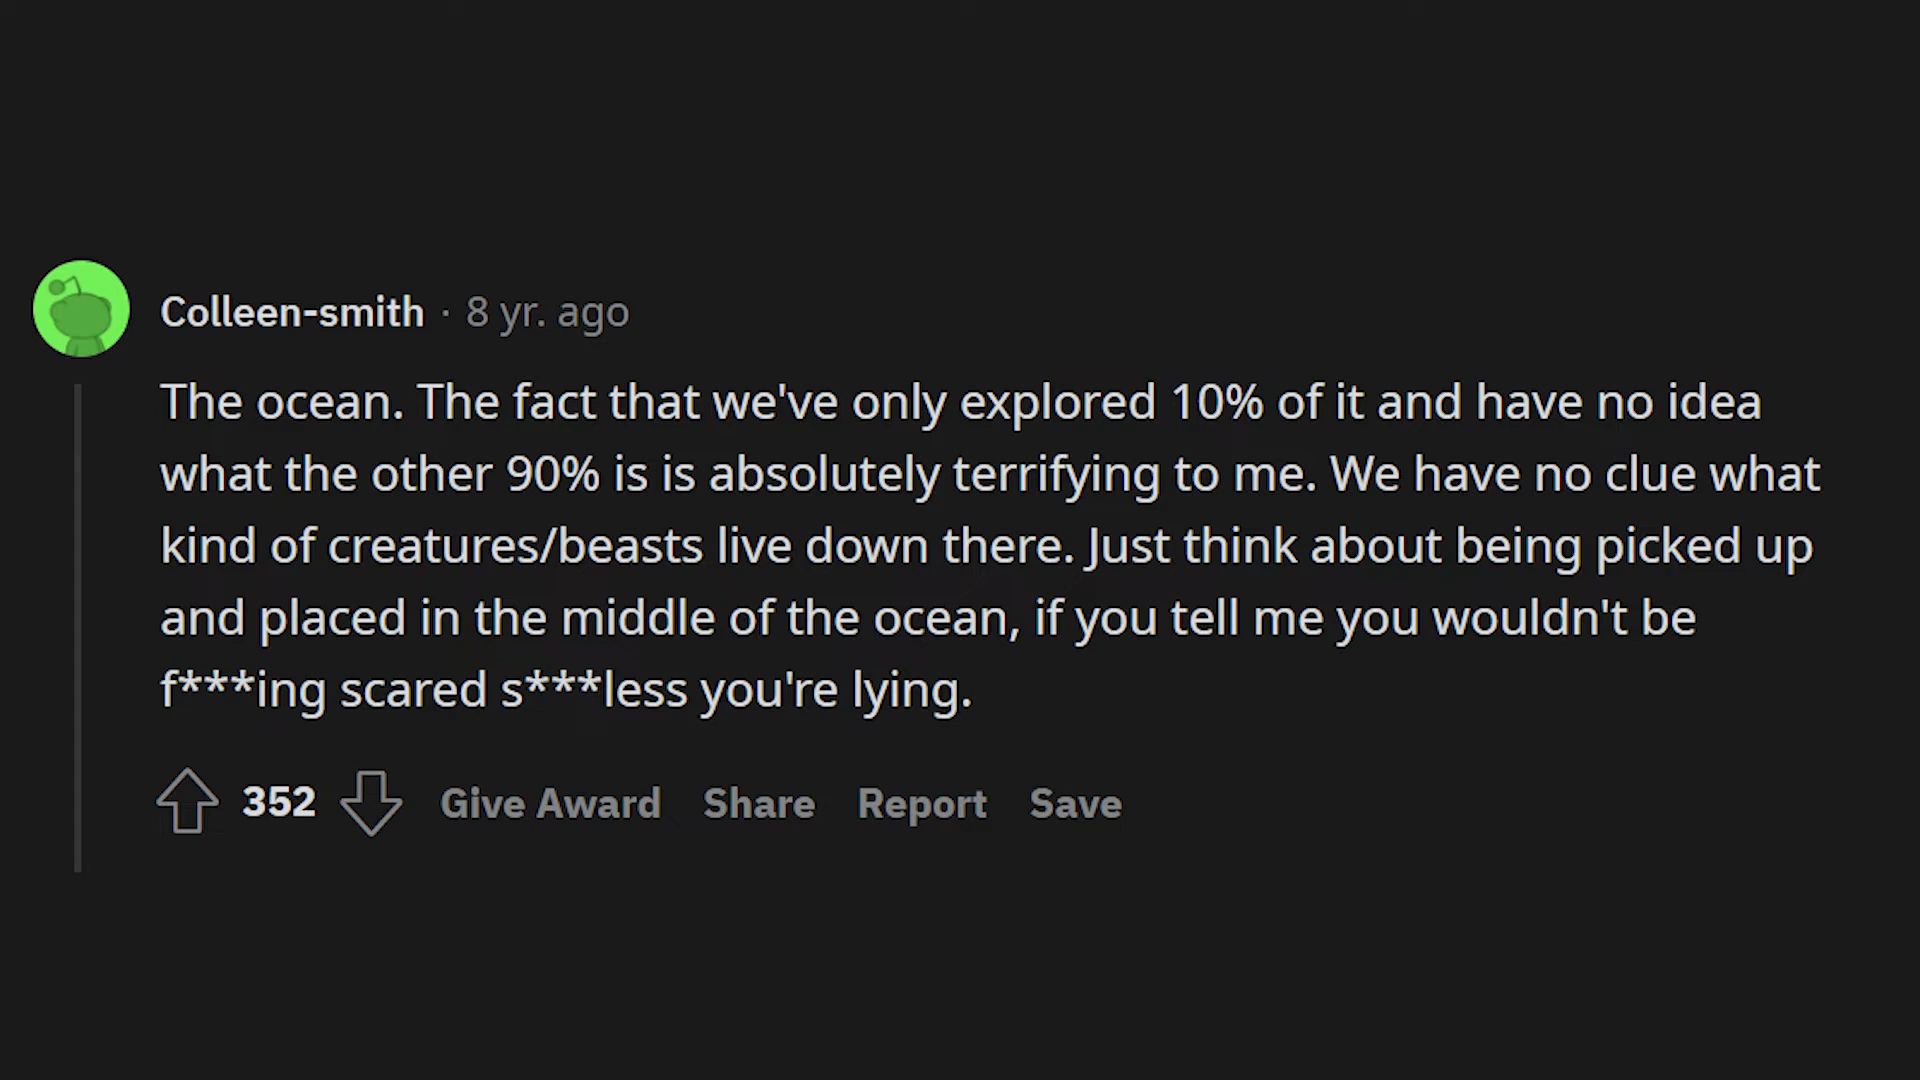 Colleen-smith · 8 yr. ago
The ocean. The fact that we've only explored 10% of it and have no idea
what the other 90% is is absolutely terrifying to me. We have no clue what
kind of creatures/beasts live down there. Just think about being picked up
and placed in the middle of the ocean, if you tell me you wouldn't be
f***ing scared s***less you're lying.
352 Give Award Share Report Save